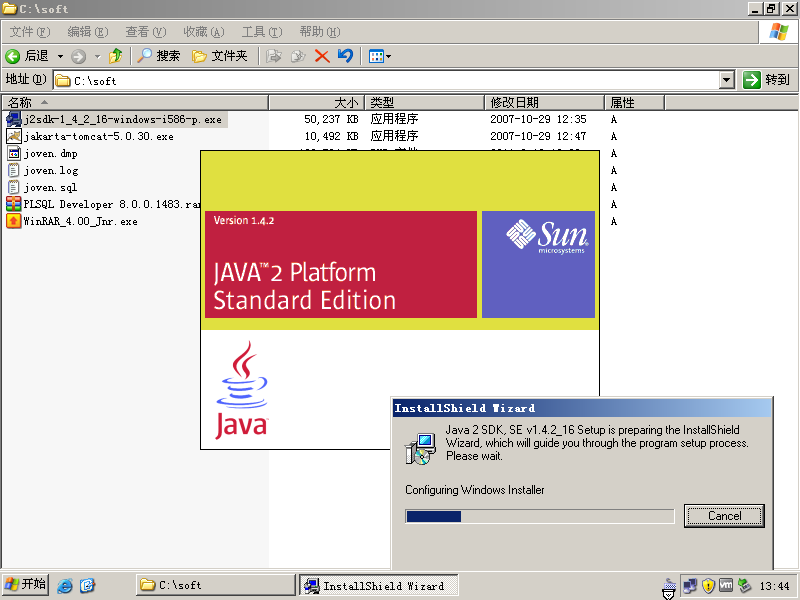 C:\soft
文件(F) 编辑(E) 查看(V) 收藏(A) 工具(T) 帮助(H)
后退 搜索 文件夹
地址(D) C:\soft 转到
名称 大小 类型 修改日期 属性
j2sdk-1_4_2_16-windows-i586-p.exe 50,237 KB 应用程序 2007-10-29 12:35 A
jakarta-tomcat-5.0.30.exe 10,492 KB 应用程序 2007-10-29 12:47 A
joven.dmp A
joven.log A
joven.sql A
PLSQL Developer 8.0.0.1483.rar A
WinRAR_4.00_Jnr.exe A
Version 1.4.2
JAVA™2 Platform
Standard Edition
Sun
microsystems
Java
InstallShield Wizard
Java 2 SDK, SE v1.4.2_16 Setup is preparing the InstallShield
Wizard, which will guide you through the program setup process.
Please wait.
Configuring Windows Installer
Cancel
开始 C:\soft InstallShield Wizard 13:44